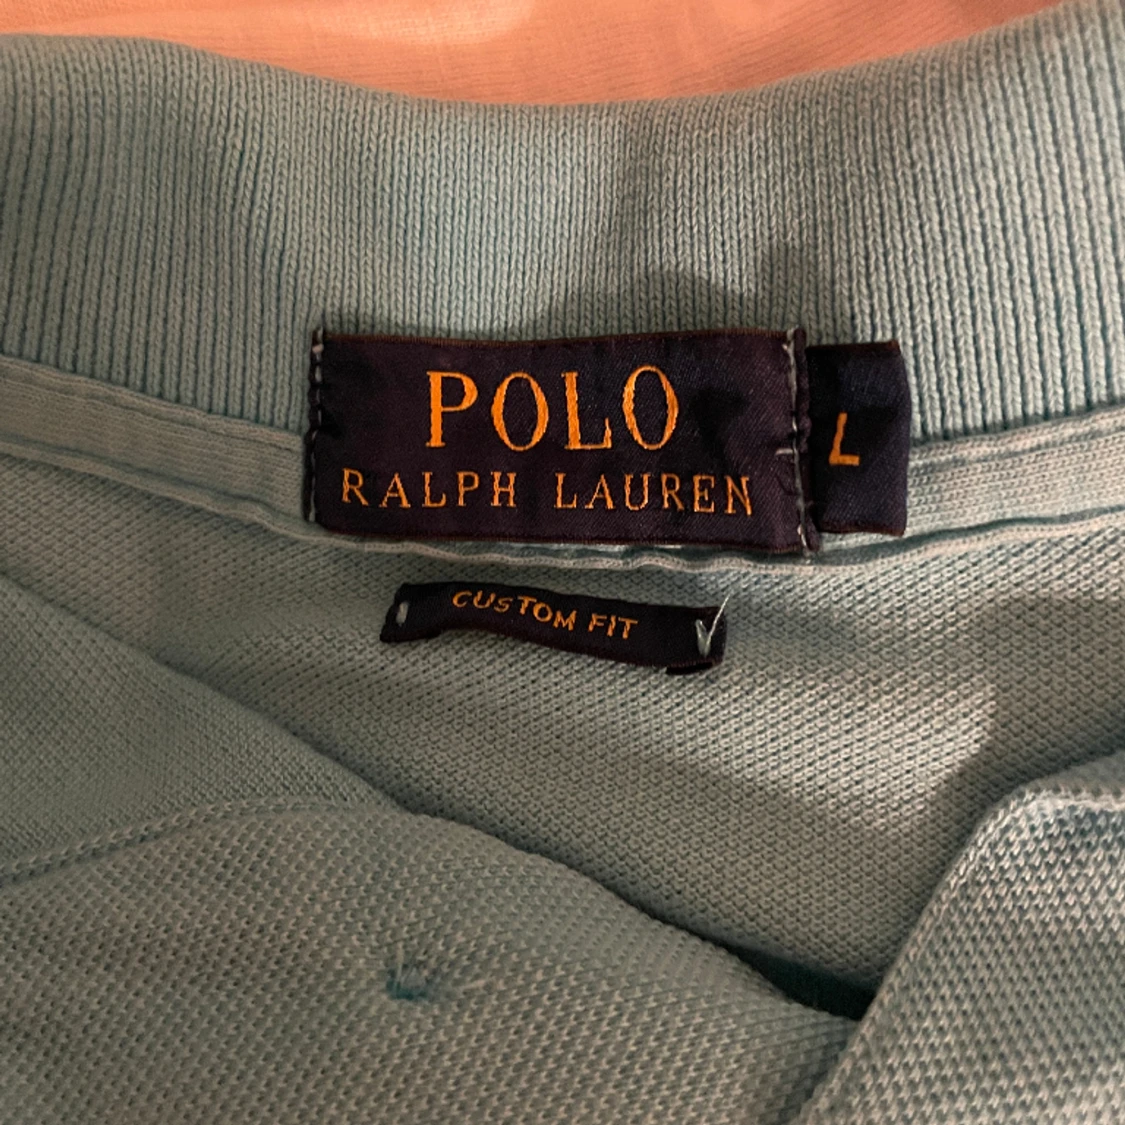 POLO
RALPH LAUREN
L
CUSTOM FIT